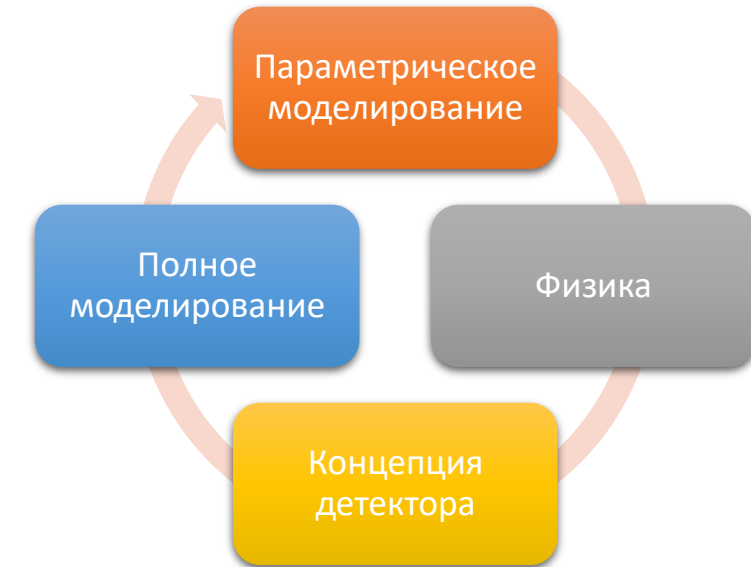 Параметрическое
моделирование
Полное
моделирование
Физика
Концепция
детектора